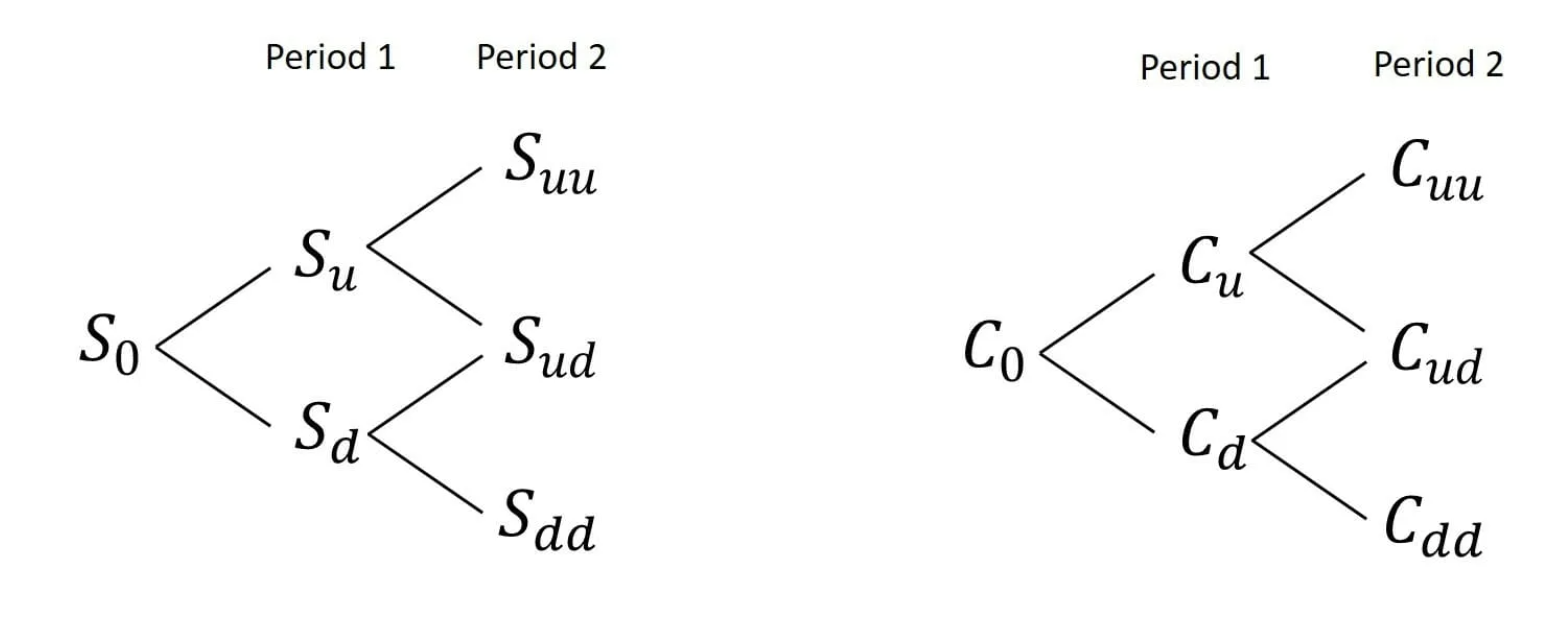 Period 1 Period 2
S_uu
S_u
S_0
S_ud
S_d
S_dd
Period 1 Period 2
C_uu
C_u
C_0
C_ud
C_d
C_dd